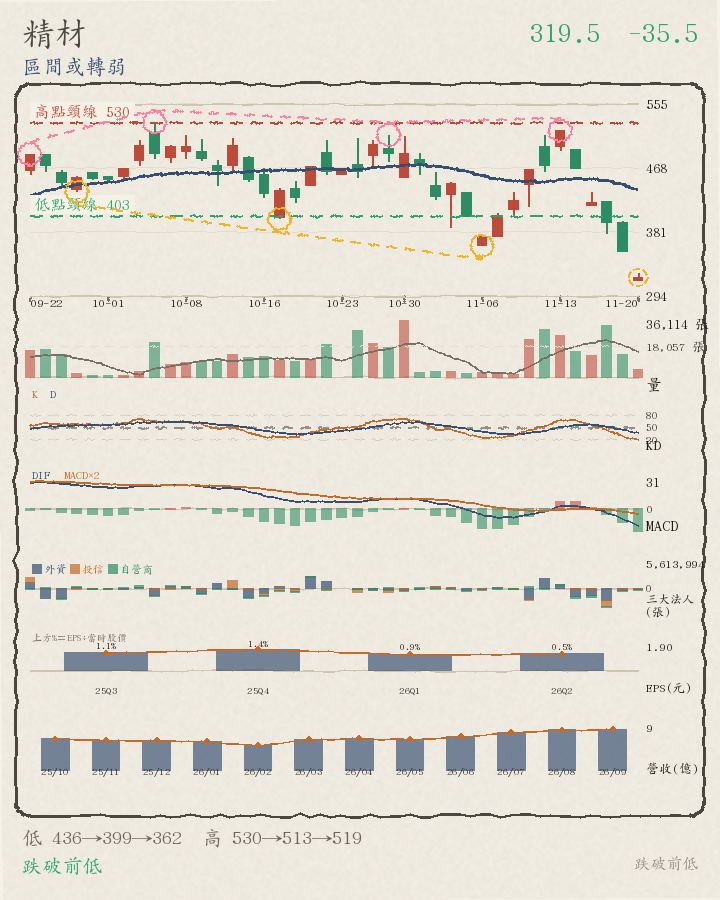 精材
319.5 -35.5
區間或轉弱
555
高點頸線 530
468
低點頸線 403
381
294
09-22 10-01 10-08 10-16 10-23 10-30 11-06 11-13 11-20
36,114 張
18,057 張
量
K D
80
50
20
KD
DIF MACD×2
31
0
MACD
外資 投信 自營商
5,613,994
0
三大法人
(張)
上方%=EPS÷當時股價
1.1% 1.4% 0.9% 0.5%
1.90
25Q3 25Q4 26Q1 26Q2
EPS(元)
9
25/10 25/11 25/12 26/01 26/02 26/03 26/04 26/05 26/06 26/07 26/08 26/09
營收(億)
低 436→399→362 高 530→513→519
跌破前低
跌破前低